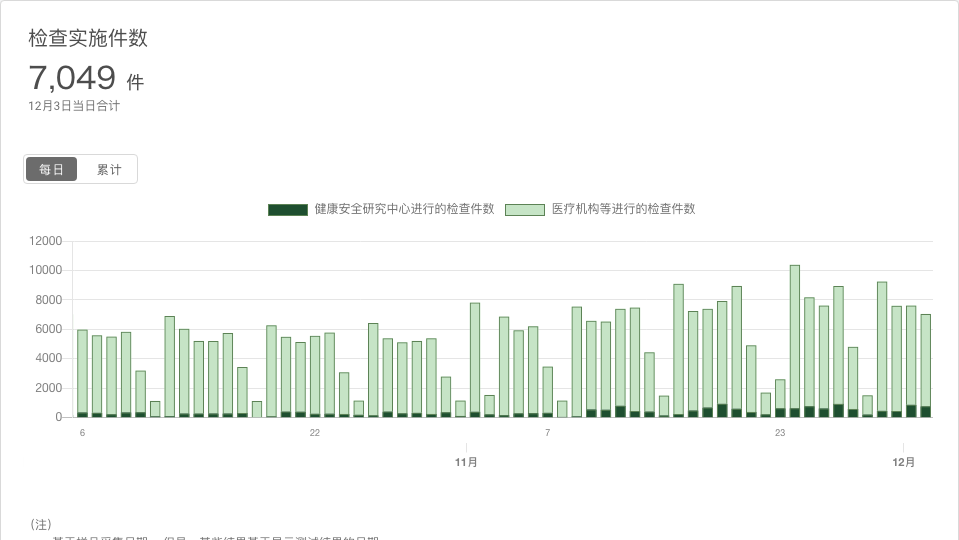 检查实施件数
7,049 件
12月3日当日合计
每日 累计
健康安全研究中心进行的检查件数 医疗机构等进行的检查件数
12000
10000
8000
6000
4000
2000
0
6 22 7 23
11月 12月
（注）